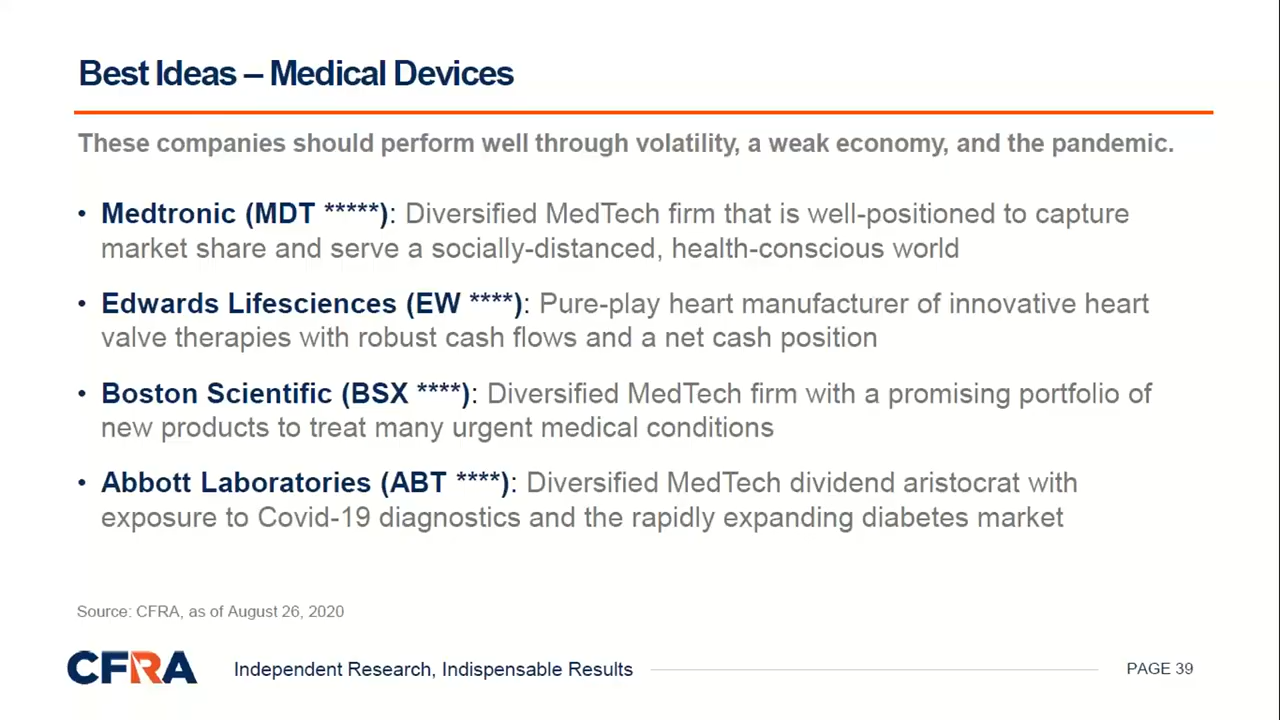 Best Ideas – Medical Devices
These companies should perform well through volatility, a weak economy, and the pandemic.
• Medtronic (MDT *****): Diversified MedTech firm that is well-positioned to capture
market share and serve a socially-distanced, health-conscious world
• Edwards Lifesciences (EW ****): Pure-play heart manufacturer of innovative heart
valve therapies with robust cash flows and a net cash position
• Boston Scientific (BSX ****): Diversified MedTech firm with a promising portfolio of
new products to treat many urgent medical conditions
• Abbott Laboratories (ABT ****): Diversified MedTech dividend aristocrat with
exposure to Covid-19 diagnostics and the rapidly expanding diabetes market
Source: CFRA, as of August 26, 2020
CFRA Independent Research, Indispensable Results PAGE 39